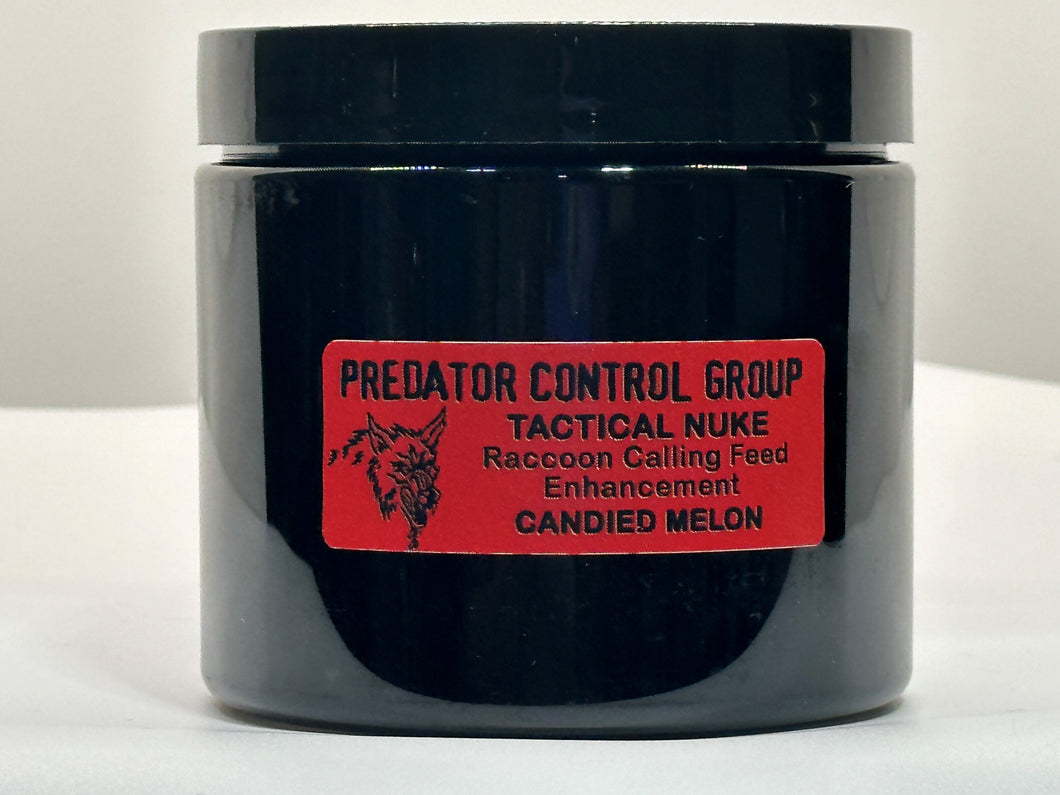 PREDATOR CONTROL GROUP
TACTICAL NUKE
Raccoon Calling Feed
Enhancement
CANDIED MELON